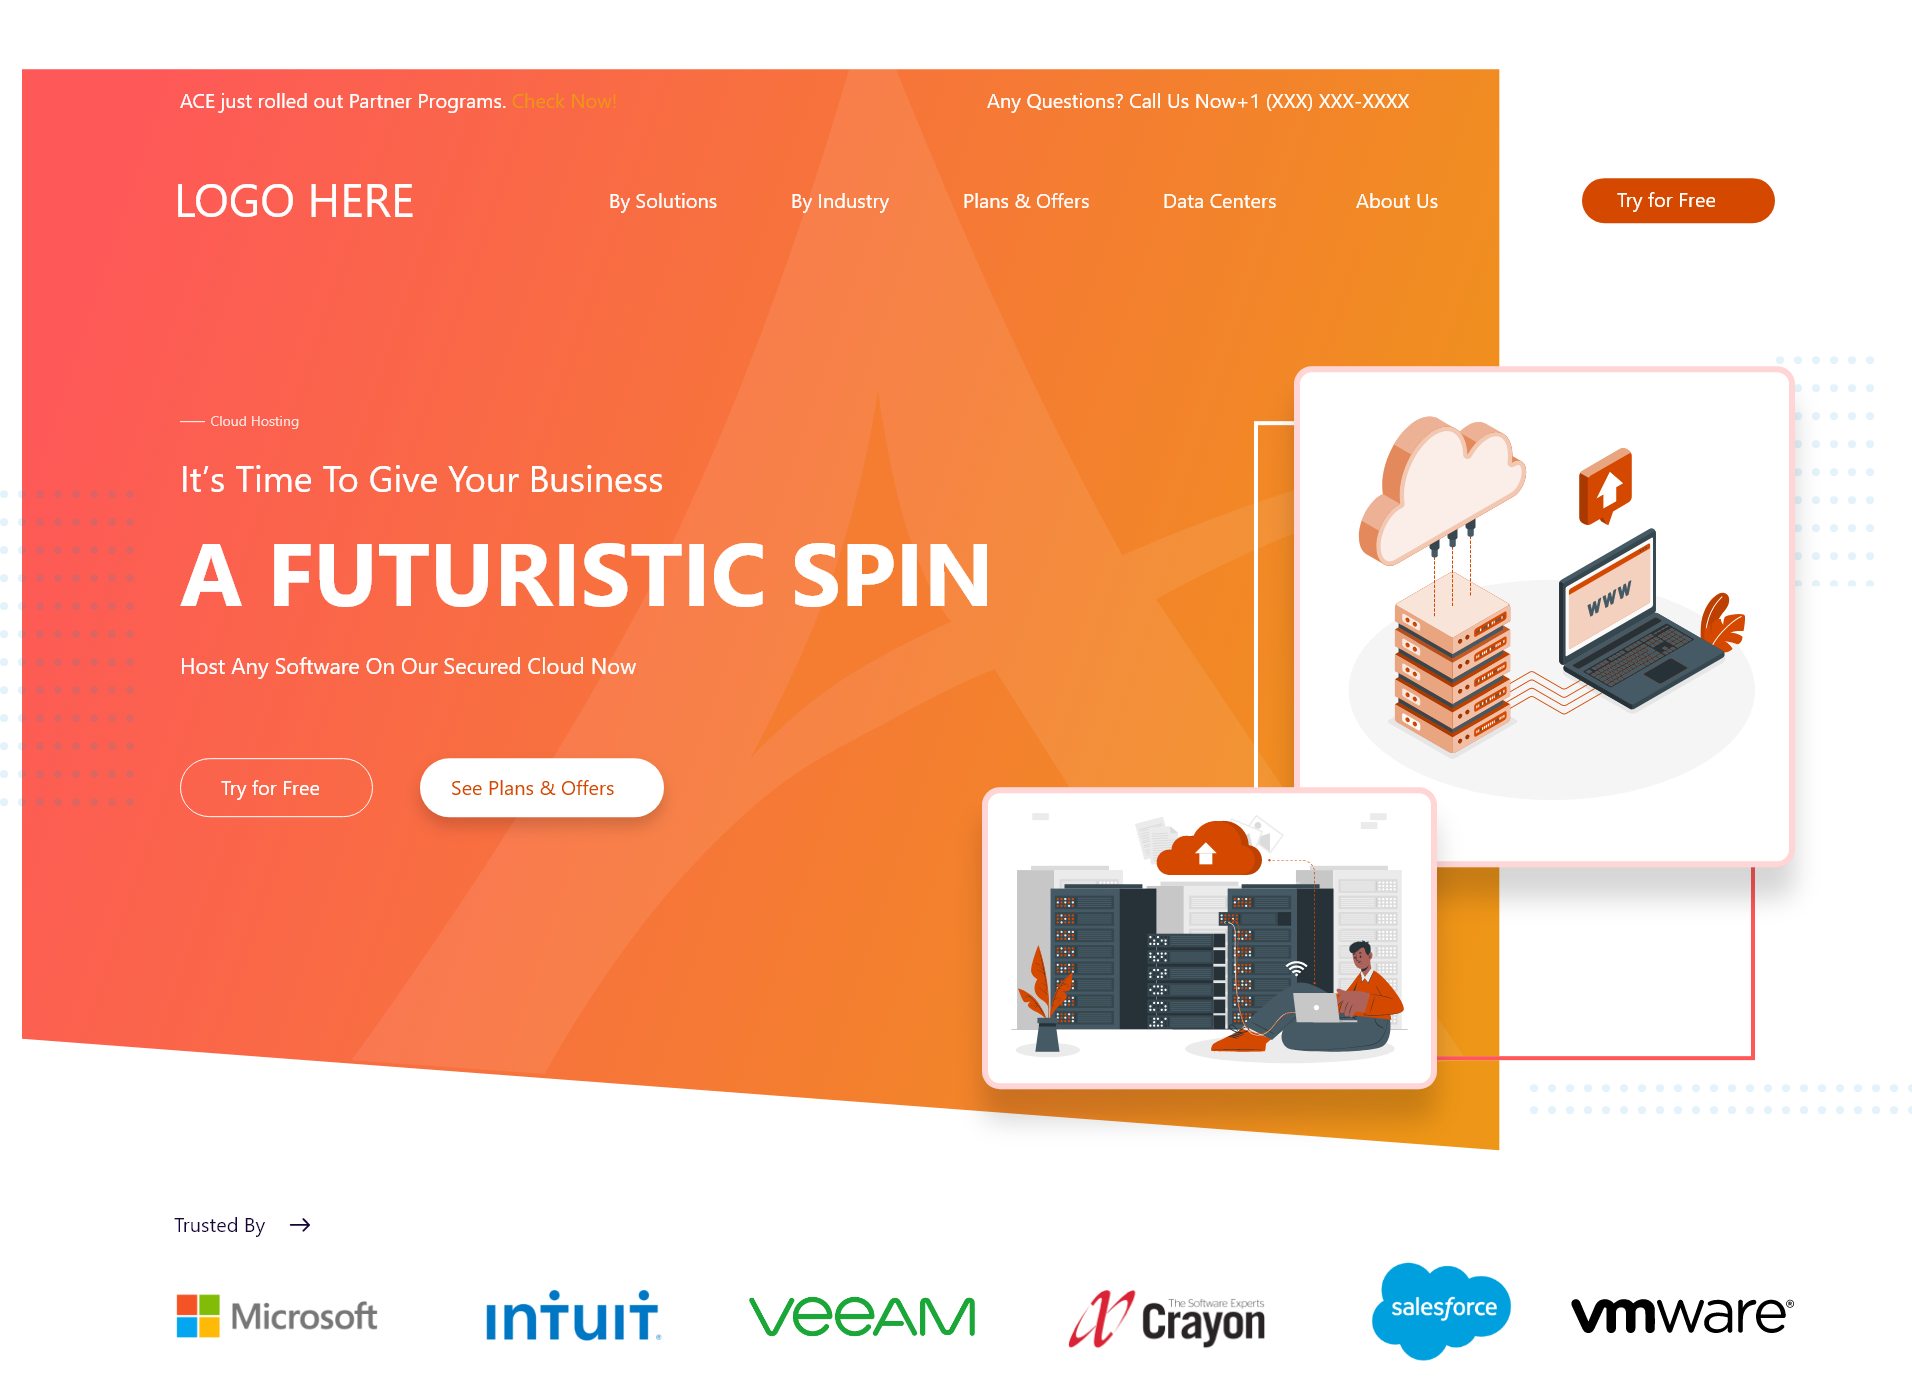 ACE just rolled out Partner Programs. Check Now!
Any Questions? Call Us Now+1 (XXX) XXX-XXXX
LOGO HERE
By Solutions
By Industry
Plans & Offers
Data Centers
About Us
Try for Free
Cloud Hosting
It's Time To Give Your Business
A FUTURISTIC SPIN
Host Any Software On Our Secured Cloud Now
Try for Free
See Plans & Offers
WWW
Trusted By
Microsoft
intuit
veeam
The Software Experts
Crayon
salesforce
vmware®